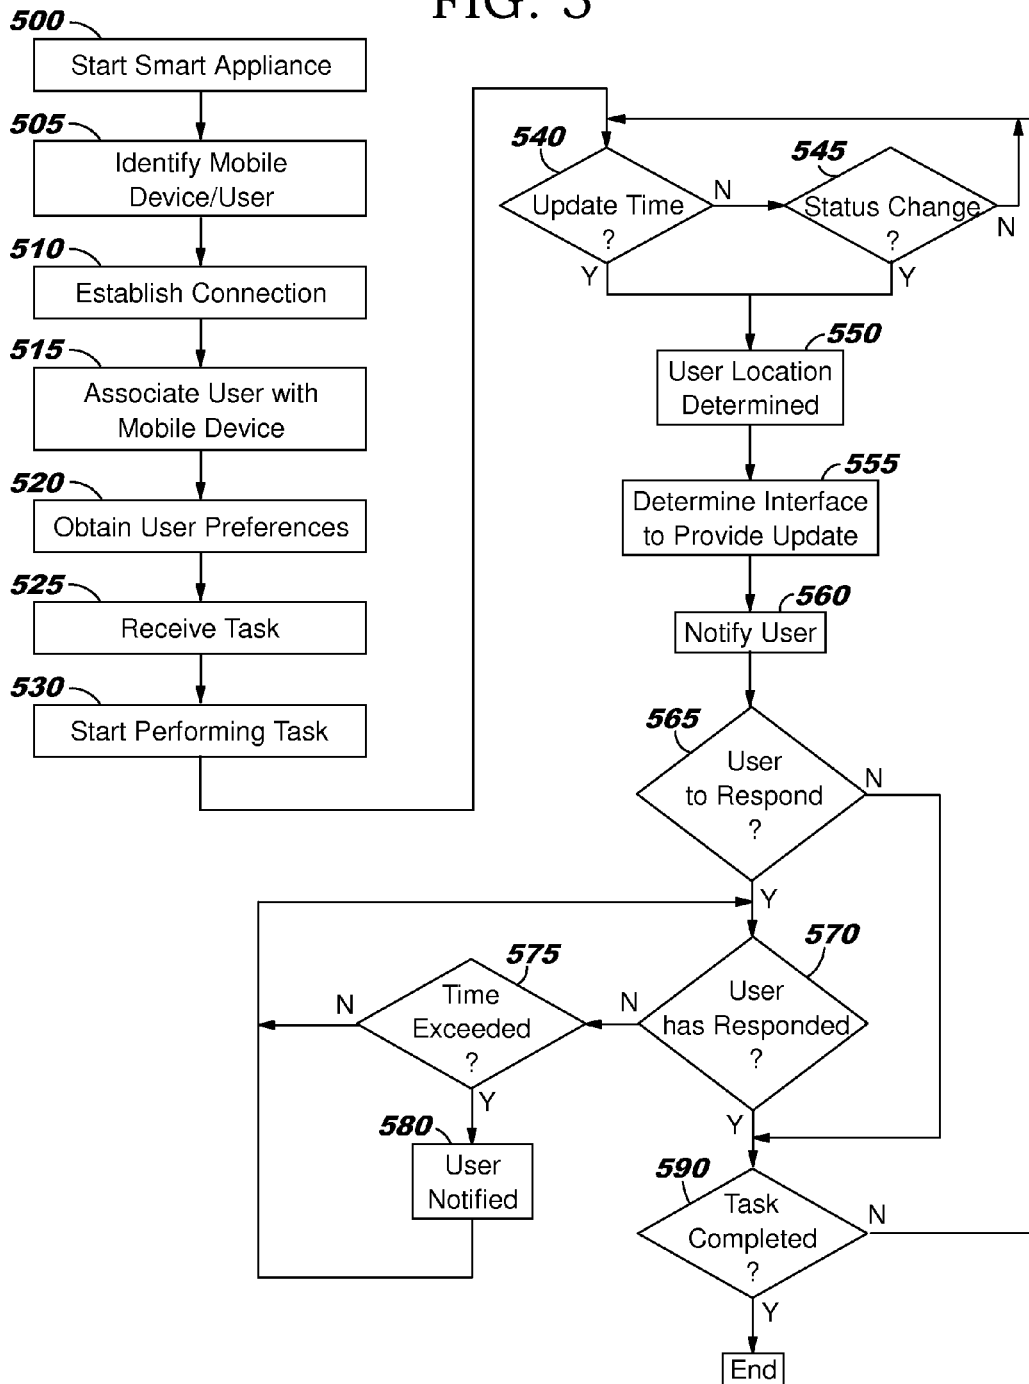 FIG. 5
500
Start Smart Appliance
505
Identify Mobile
Device/User
510
Establish Connection
515
Associate User with
Mobile Device
520
Obtain User Preferences
525
Receive Task
530
Start Performing Task
540
Update Time
?
N
Y
545
Status Change
?
N
Y
550
User Location
Determined
555
Determine Interface
to Provide Update
560
Notify User
565
User
to Respond
?
N
Y
570
User
has Responded
?
N
Y
575
Time
Exceeded
?
N
Y
580
User
Notified
590
Task
Completed
?
N
Y
End